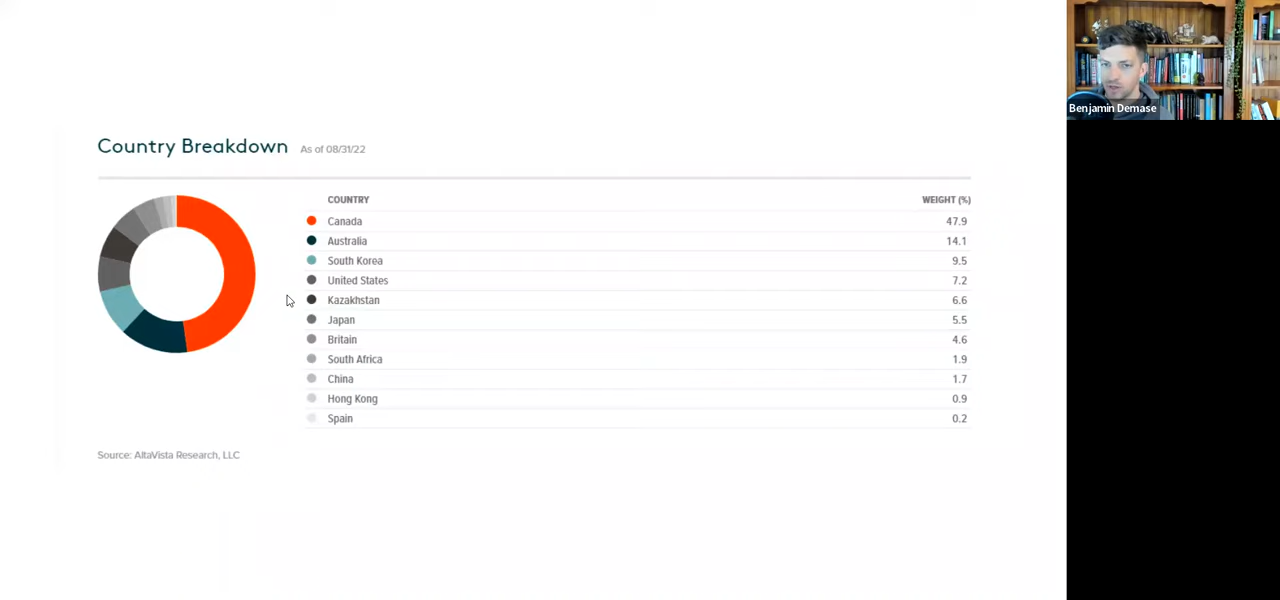 Country Breakdown As of 08/31/22
COUNTRY WEIGHT (%)
Canada 47.9
Australia 14.1
South Korea 9.5
United States 7.2
Kazakhstan 6.6
Japan 5.5
Britain 4.6
South Africa 1.9
China 1.7
Hong Kong 0.9
Spain 0.2
Source: AltaVista Research, LLC
Benjamin Demase